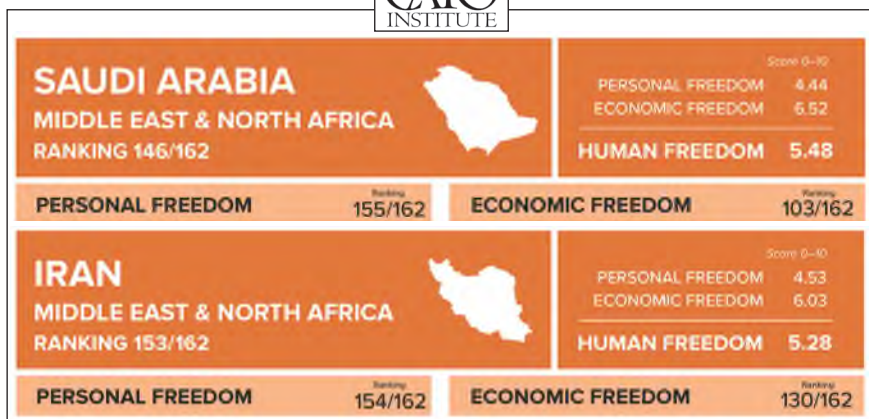 CATO
INSTITUTE
SAUDI ARABIA
MIDDLE EAST & NORTH AFRICA
RANKING 146/162
Score 0–10
PERSONAL FREEDOM 4.44
ECONOMIC FREEDOM 6.52
HUMAN FREEDOM 5.48
PERSONAL FREEDOM Ranking 155/162
ECONOMIC FREEDOM Ranking 103/162
IRAN
MIDDLE EAST & NORTH AFRICA
RANKING 153/162
Score 0–10
PERSONAL FREEDOM 4.53
ECONOMIC FREEDOM 6.03
HUMAN FREEDOM 5.28
PERSONAL FREEDOM Ranking 154/162
ECONOMIC FREEDOM Ranking 130/162